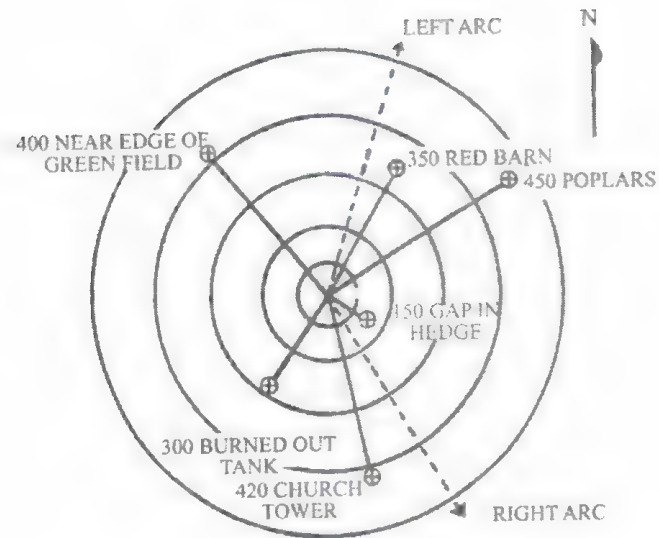 N
LEFT ARC
400 NEAR EDGE OF
GREEN FIELD
350 RED BARN
450 POPLARS
150 GAP IN
HEDGE
300 BURNED OUT
TANK
420 CHURCH
TOWER
RIGHT ARC